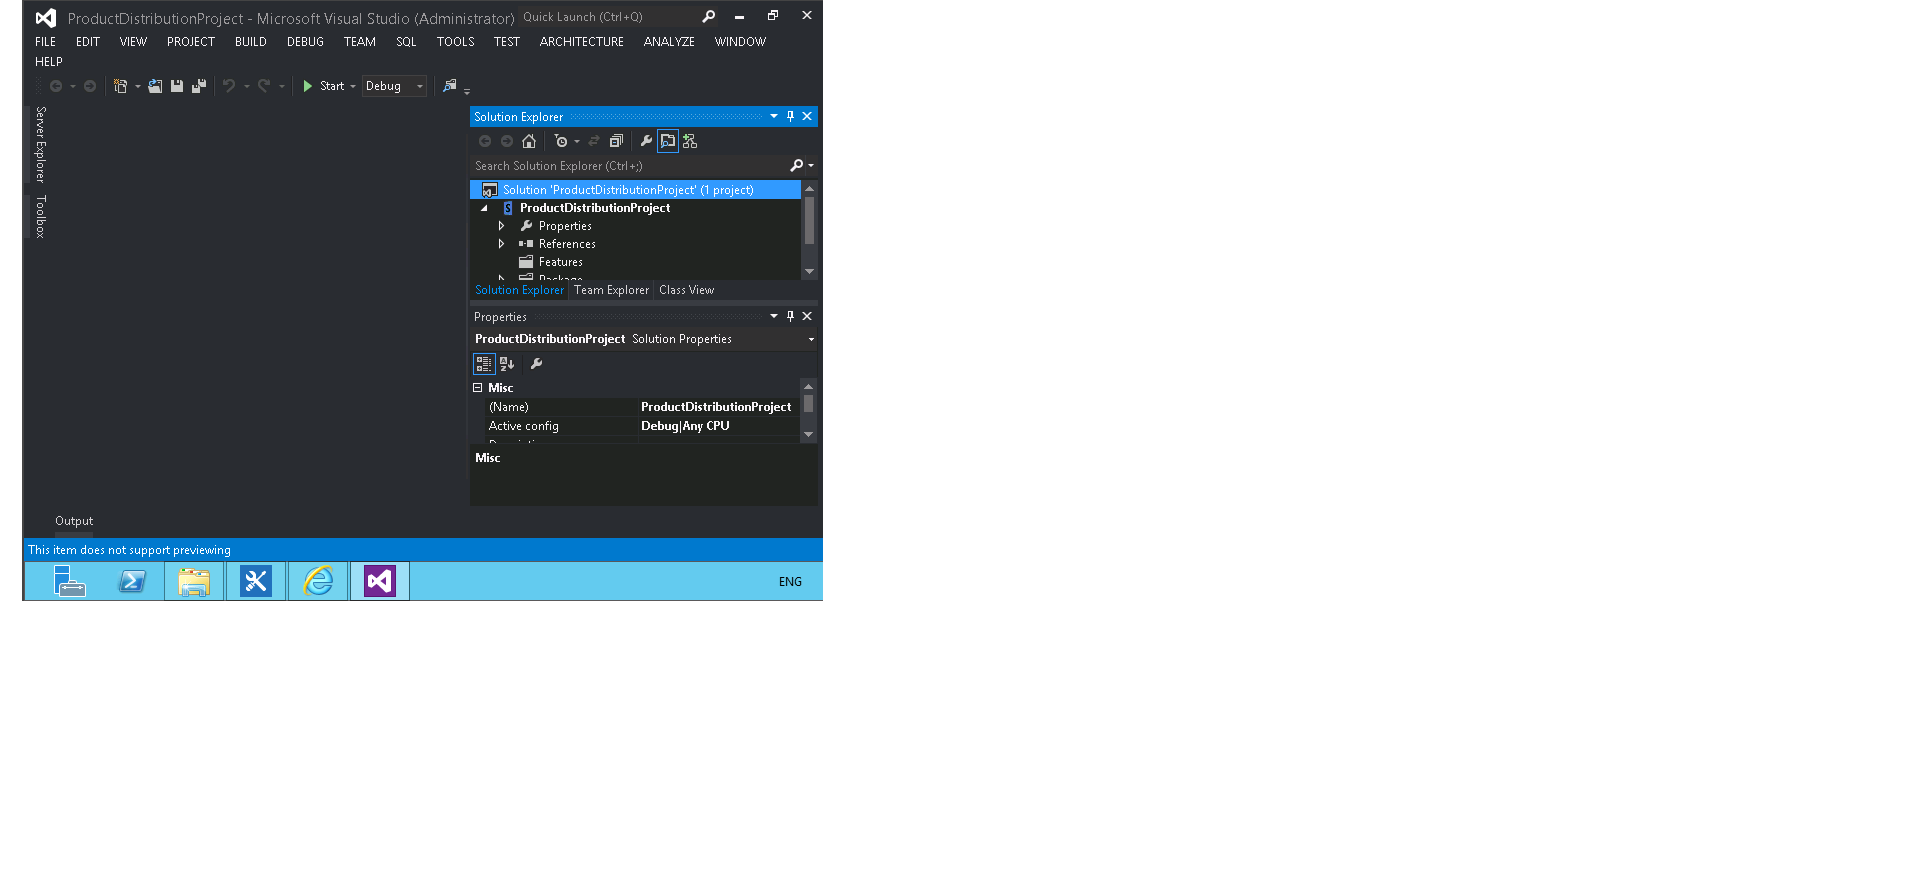 ProductDistributionProject - Microsoft Visual Studio (Administrator) Quick Launch (Ctrl+Q)
FILE EDIT VIEW PROJECT BUILD DEBUG TEAM SQL TOOLS TEST ARCHITECTURE ANALYZE WINDOW
HELP
Start Debug
Server Explorer
Toolbox
Solution Explorer
Search Solution Explorer (Ctrl+;)
Solution 'ProductDistributionProject' (1 project)
ProductDistributionProject
Properties
References
Features
Package
Solution Explorer Team Explorer Class View
Properties
ProductDistributionProject Solution Properties
Misc
(Name) ProductDistributionProject
Active config Debug|Any CPU
Misc
Output
This item does not support previewing
ENG